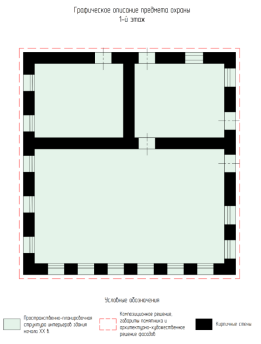 Графическое описание предмета охраны
1-й этаж
Условные обозначения
Пространственно-планировочная
структура интерьеров здания
начала XX в.
Композиционное решение,
габариты памятника и
архитектурно-художественное
решение фасадов
Кирпичные стены